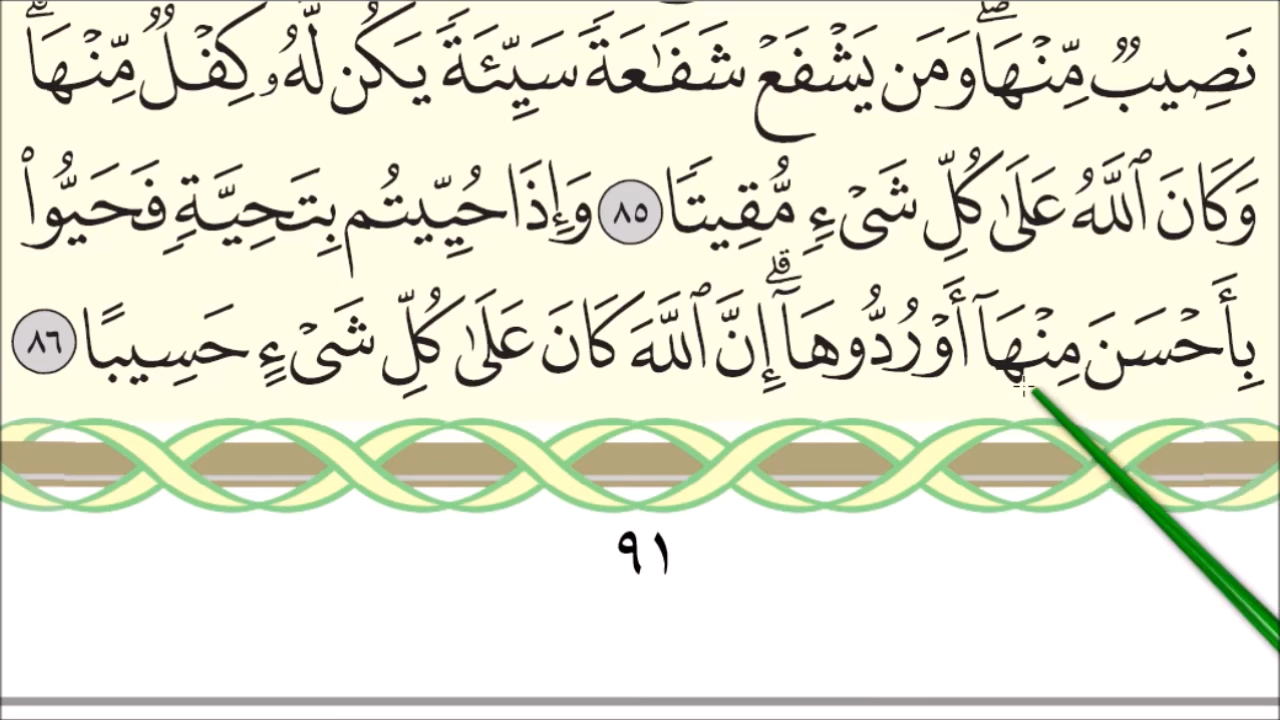 نَصِيبٌ مِّنْهَا ۖ وَمَن يَشْفَعْ شَفَـٰعَةً سَيِّئَةً يَكُن لَّهُۥ كِفْلٌ مِّنْهَا ۗ
وَكَانَ ٱللَّهُ عَلَىٰ كُلِّ شَىْءٍ مُّقِيتًا ٨٥ وَإِذَا حُيِّيتُم بِتَحِيَّةٍ فَحَيُّوا۟
بِأَحْسَنَ مِنْهَآ أَوْ رُدُّوهَآ ۗ إِنَّ ٱللَّهَ كَانَ عَلَىٰ كُلِّ شَىْءٍ حَسِيبًا ٨٦
٩١